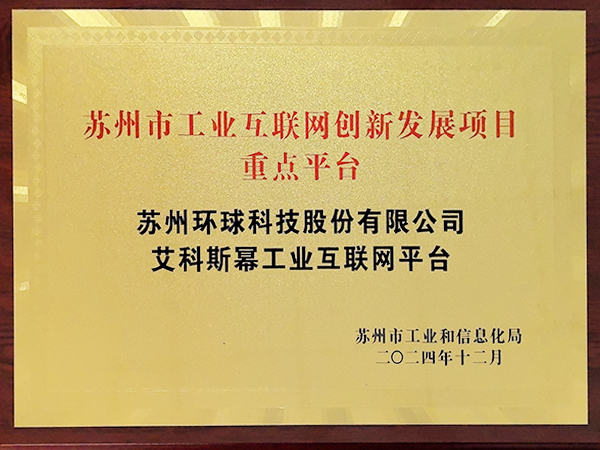 苏州市工业互联网创新发展项目
重点平台
苏州环球科技股份有限公司
艾科斯幂工业互联网平台
苏州市工业和信息化局
二〇二四年十二月